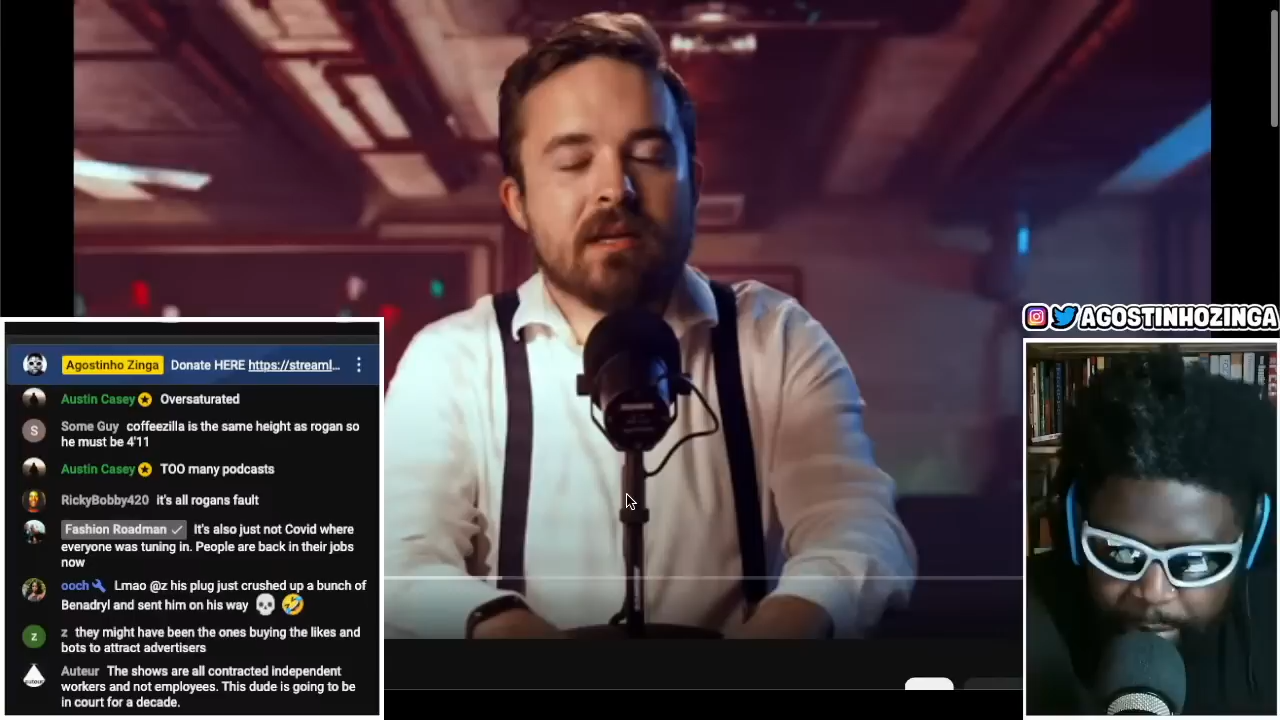 AGOSTINHOZINGA
Agostinho Zinga Donate HERE https://streaml...
Austin Casey Oversaturated
S Some Guy coffeezilla is the same height as rogan so
he must be 4'11
Austin Casey TOO many podcasts
RickyBobby420 it's all rogans fault
Fashion Roadman It's also just not Covid where
everyone was tuning in. People are back in their jobs
now
ooch Lmao @z his plug just crushed up a bunch of
Benadryl and sent him on his way 💀 🤣
z z they might have been the ones buying the likes and
bots to attract advertisers
Auteur The shows are all contracted independent
workers and not employees. This dude is going to be
in court for a decade.